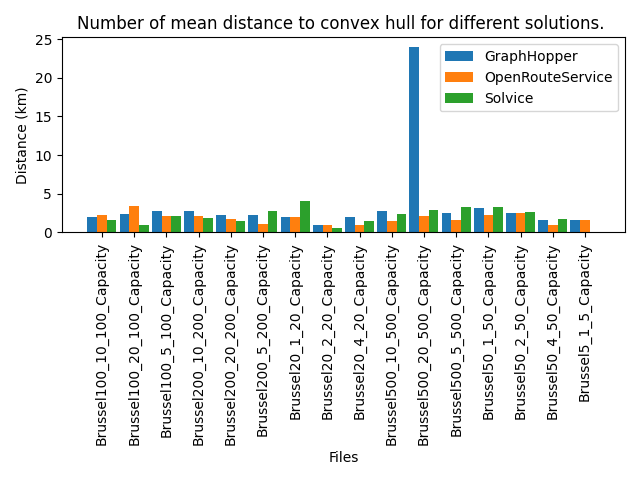 Number of mean distance to convex hull for different solutions.
Distance (km)
25
20
15
10
5
0
GraphHopper
OpenRouteService
Solvice
Brussel100_10_100_Capacity
Brussel100_20_100_Capacity
Brussel100_5_100_Capacity
Brussel200_10_200_Capacity
Brussel200_20_200_Capacity
Brussel200_5_200_Capacity
Brussel20_1_20_Capacity
Brussel20_2_20_Capacity
Brussel20_4_20_Capacity
Brussel500_10_500_Capacity
Brussel500_20_500_Capacity
Brussel500_5_500_Capacity
Brussel50_1_50_Capacity
Brussel50_2_50_Capacity
Brussel50_4_50_Capacity
Brussel5_1_5_Capacity
Files